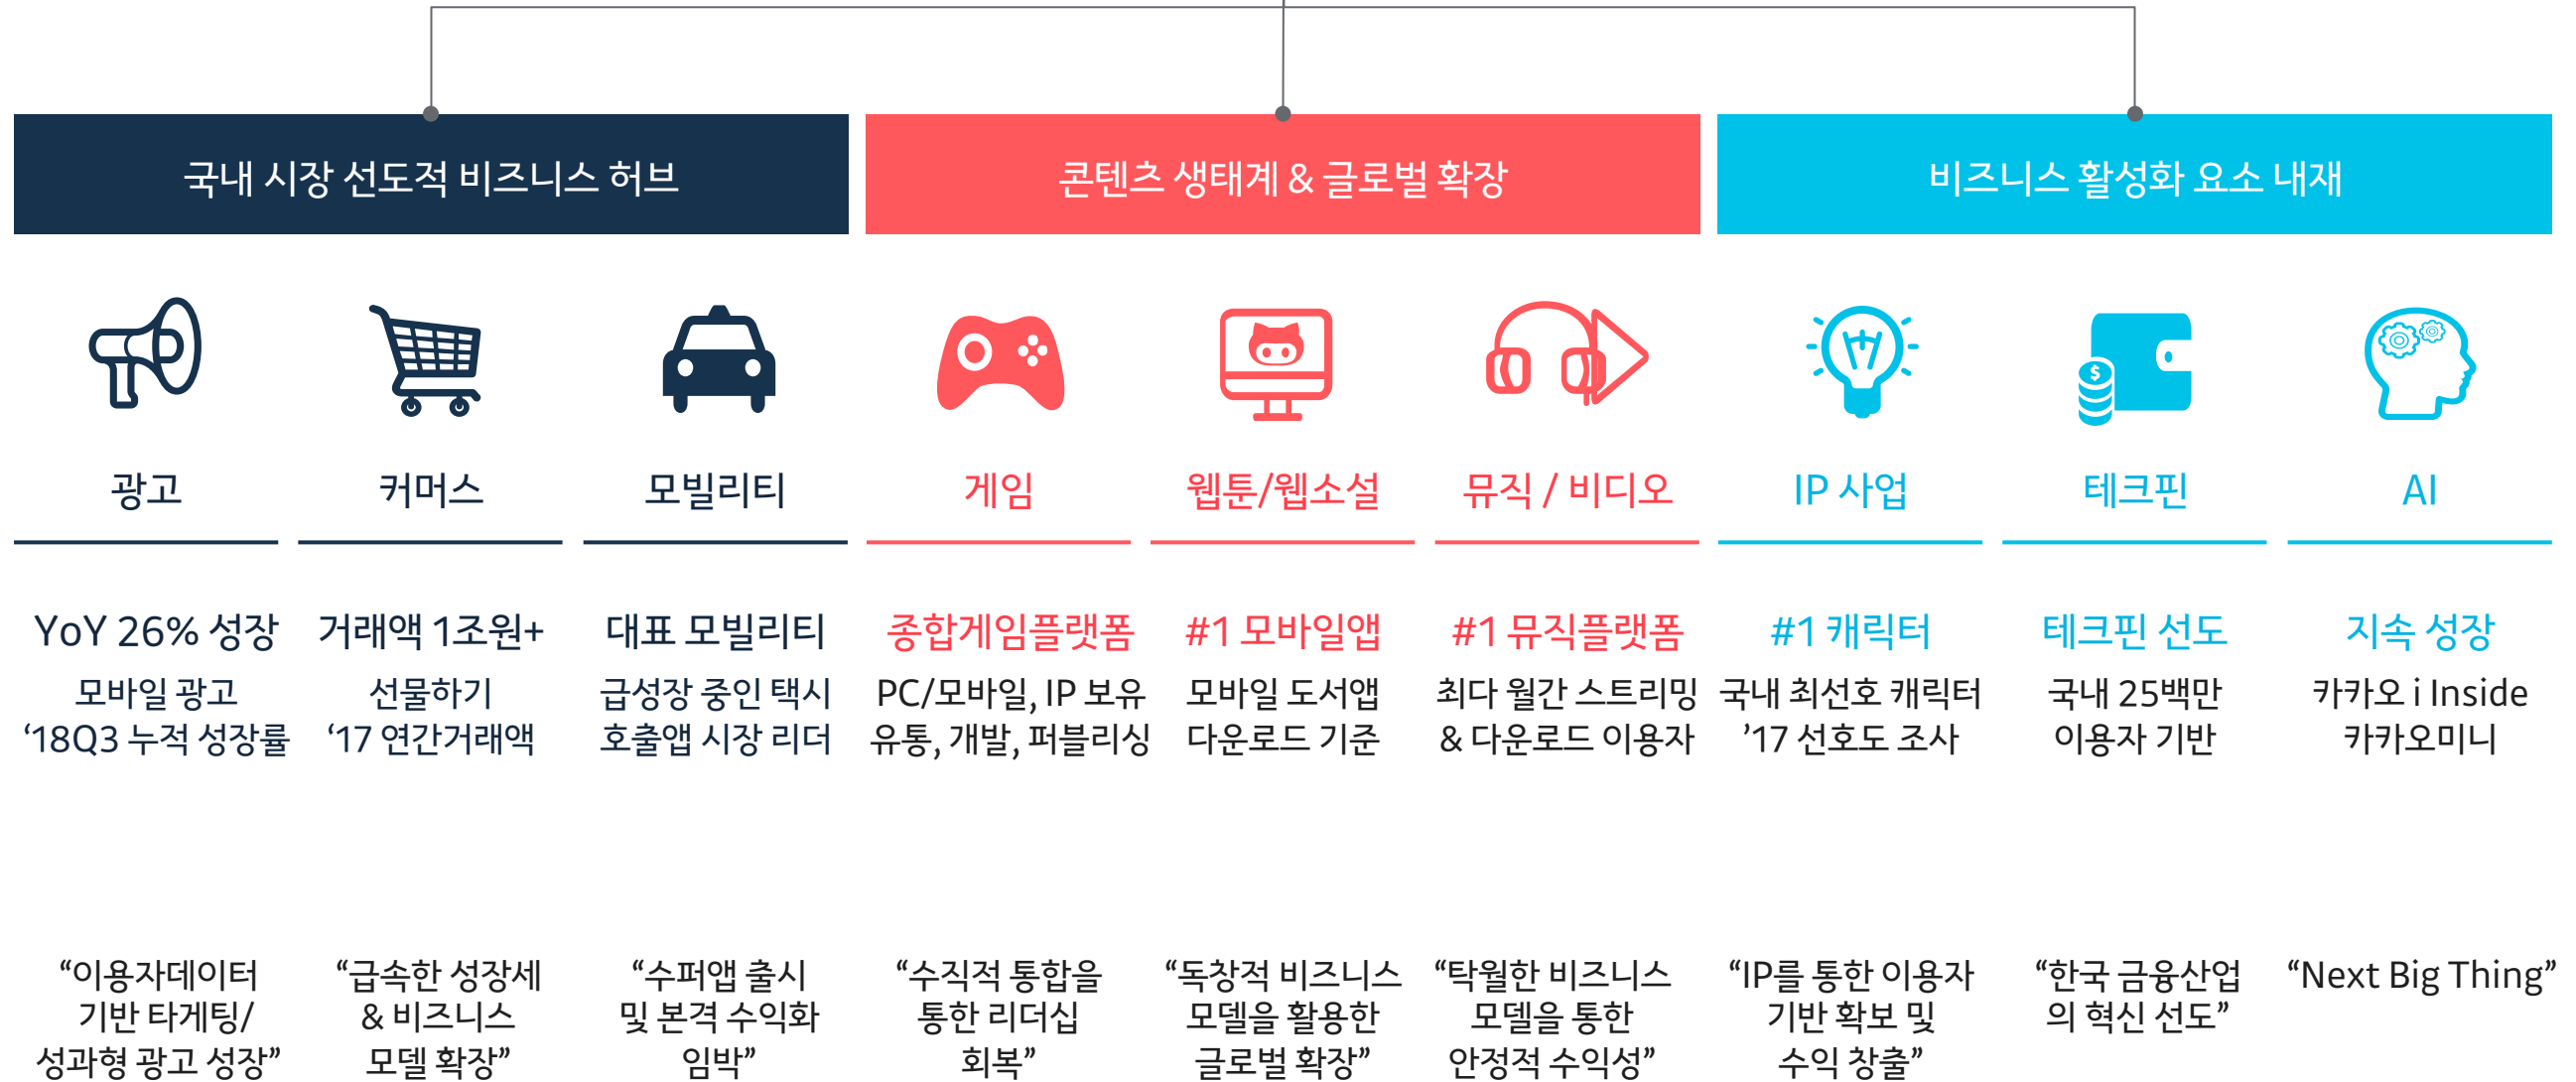 국내 시장 선도적 비즈니스 허브
콘텐츠 생태계 & 글로벌 확장
비즈니스 활성화 요소 내재
광고
YoY 26% 성장
모바일 광고
‘18Q3 누적 성장률
“이용자데이터
기반 타게팅/
성과형 광고 성장”
커머스
거래액 1조원+
선물하기
‘17 연간거래액
“급속한 성장세
& 비즈니스
모델 확장”
모빌리티
대표 모빌리티
급성장 중인 택시
호출앱 시장 리더
“수퍼앱 출시
및 본격 수익화
임박”
게임
종합게임플랫폼
PC/모바일, IP 보유
유통, 개발, 퍼블리싱
“수직적 통합을
통한 리더십
회복”
웹툰/웹소설
#1 모바일앱
모바일 도서앱
다운로드 기준
“독창적 비즈니스
모델을 활용한
글로벌 확장”
뮤직 / 비디오
#1 뮤직플랫폼
최다 월간 스트리밍
& 다운로드 이용자
“탁월한 비즈니스
모델을 통한
안정적 수익성”
IP 사업
#1 캐릭터
국내 최선호 캐릭터
’17 선호도 조사
“IP를 통한 이용자
기반 확보 및
수익 창출”
$
테크핀
테크핀 선도
국내 25백만
이용자 기반
“한국 금융산업
의 혁신 선도”
AI
지속 성장
카카오 i Inside
카카오미니
“Next Big Thing”